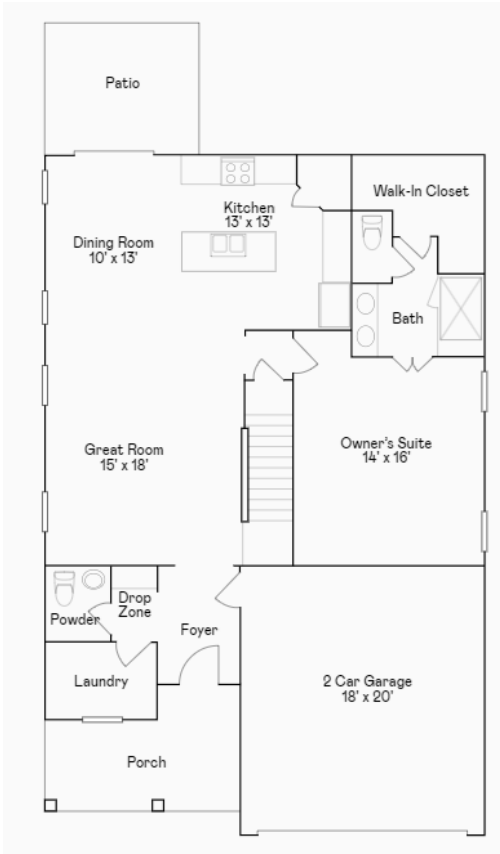 Patio
Walk-In Closet
Kitchen
13' x 13'
Dining Room
10' x 13'
Bath
Great Room
15' x 18'
Owner's Suite
14' x 16'
Drop
Zone
Powder
Foyer
Laundry
2 Car Garage
18' x 20'
Porch